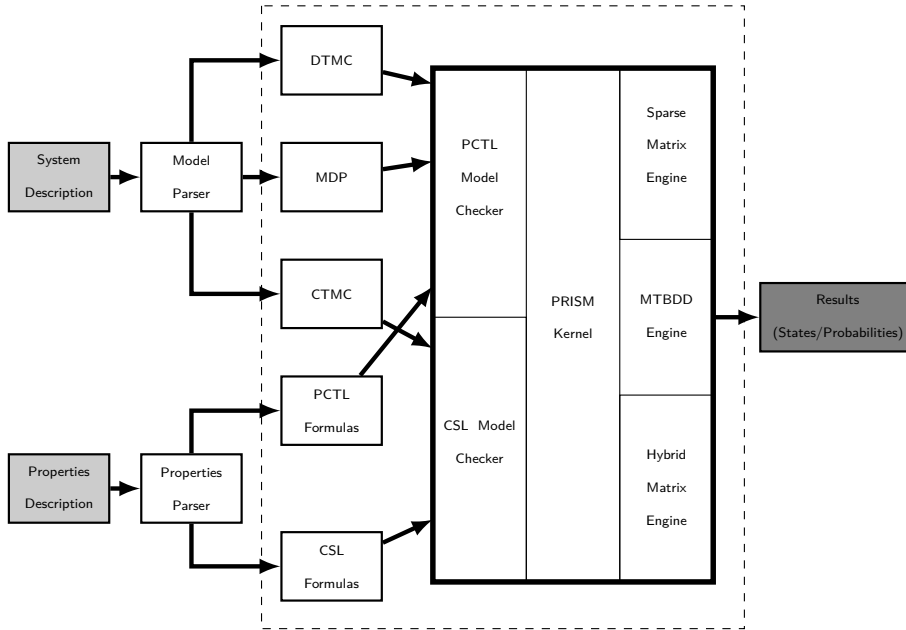 DTMC
System
Description
Model
Parser
MDP
CTMC
PCTL
Formulas
Properties
Description
Properties
Parser
CSL
Formulas
PCTL
Model
Checker
CSL Model
Checker
PRISM
Kernel
Sparse
Matrix
Engine
MTBDD
Engine
Hybrid
Matrix
Engine
Results
(States/Probabilities)